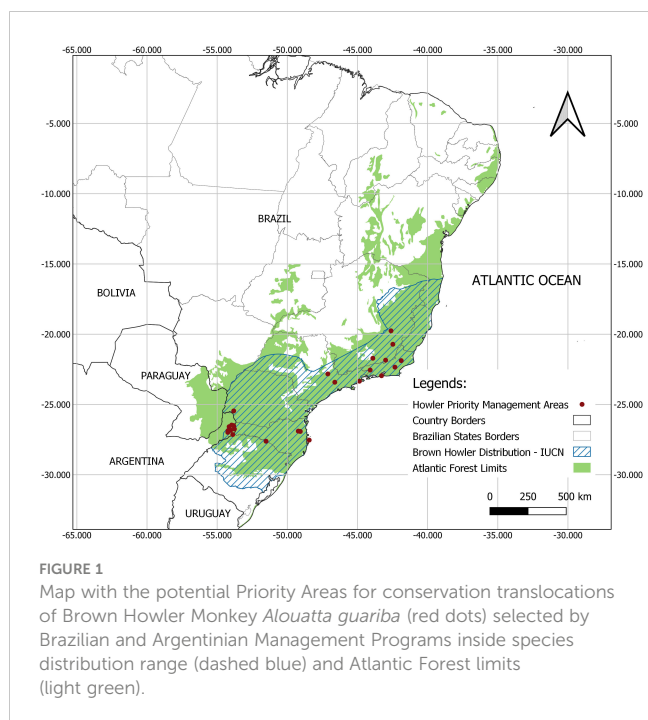 -65.000 -60.000 -55.000 -50.000 -45.000 -40.000 -35.000 -30.000
-5.000 -5.000
-10.000 -10.000
BRAZIL
-15.000 -15.000
ATLANTIC OCEAN
BOLIVIA
-20.000 -20.000
PARAGUAY
Legends:
Howler Priority Management Areas
-25.000 -25.000
Country Borders
Brazilian States Borders
Brown Howler Distribution - IUCN
ARGENTINA
Atlantic Forest Limits
-30.000 -30.000
0 250 500 km
URUGUAY
-65.000 -60.000 -55.000 -50.000 -45.000 -40.000 -35.000 -30.000
FIGURE 1
Map with the potential Priority Areas for conservation translocations
of Brown Howler Monkey Alouatta guariba (red dots) selected by
Brazilian and Argentinian Management Programs inside species
distribution range (dashed blue) and Atlantic Forest limits
(light green).